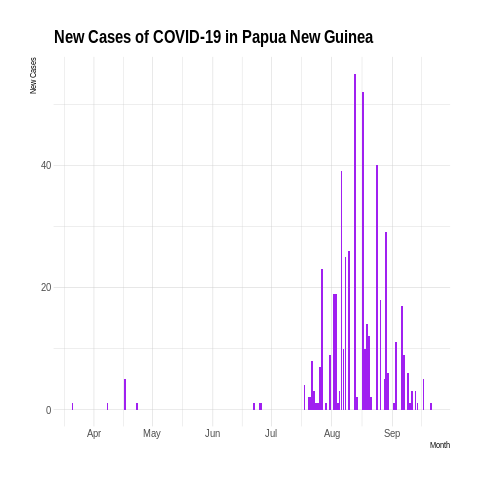 New Cases of COVID-19 in Papua New Guinea
New Cases
40
20
0
Apr May Jun Jul Aug Sep
Month